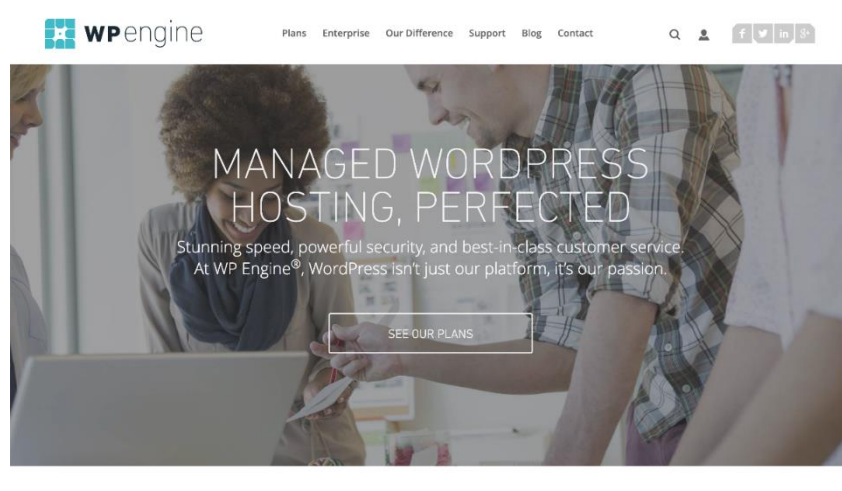 WPengine
Plans Enterprise Our Difference Support Blog Contact
MANAGED WORDPRESS
HOSTING, PERFECTED
Stunning speed, powerful security, and best-in-class customer service.
At WP Engine®, WordPress isn't just our platform, it's our passion.
SEE OUR PLANS